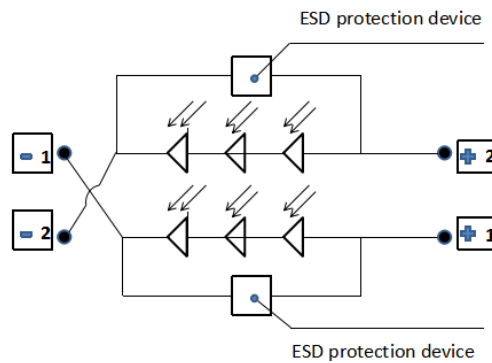 ESD protection device
- 1
+ 2
- 2
+ 1
ESD protection device